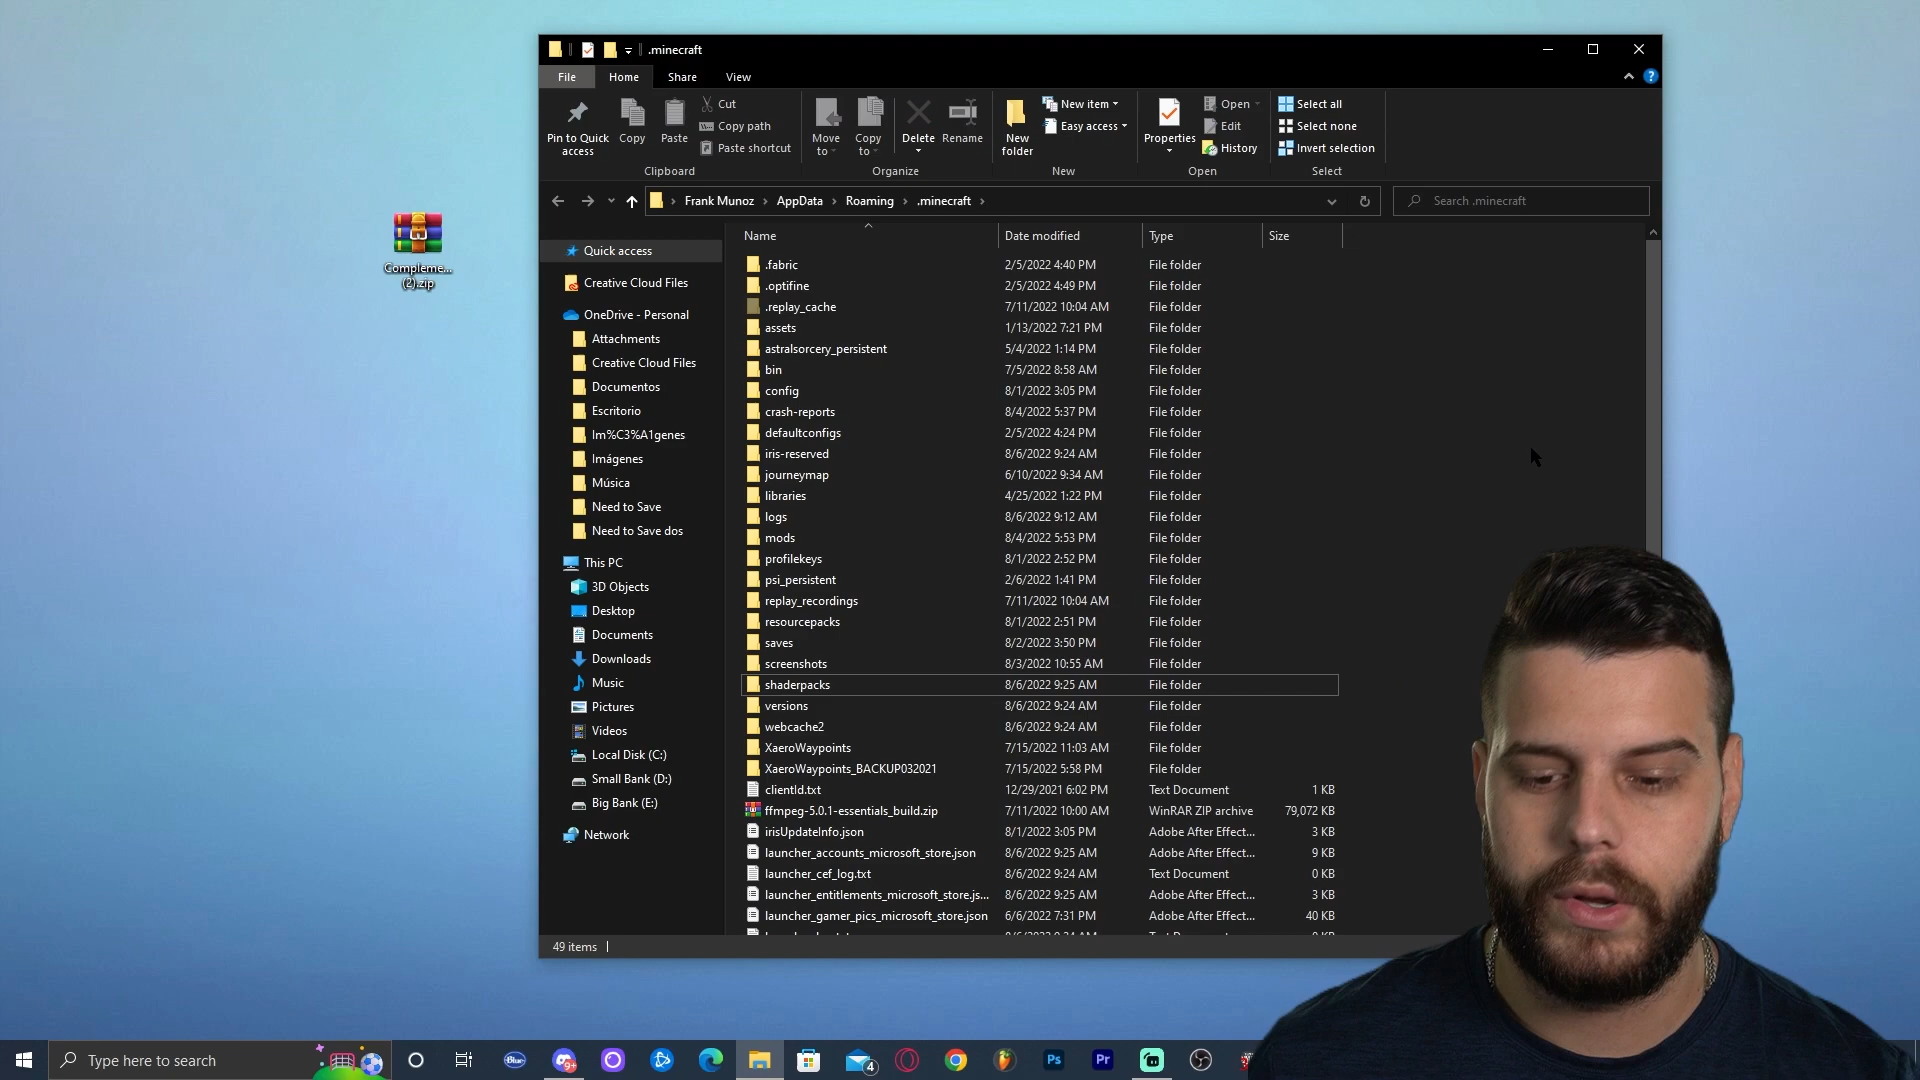 .minecraft
File Home Share View
Pin to Quick access
Copy
Paste
Cut
Copy path
Paste shortcut
Clipboard
Move to
Copy to
Delete
Rename
Organize
New folder
New item
Easy access
New
Properties
Open
Edit
History
Open
Select all
Select none
Invert selection
Select
Frank Munoz > AppData > Roaming > .minecraft >
Search .minecraft
Compleme...
(2).zip
Quick access
Creative Cloud Files
OneDrive - Personal
Attachments
Creative Cloud Files
Documentos
Escritorio
Im%C3%A1genes
Imágenes
Música
Need to Save
Need to Save dos
This PC
3D Objects
Desktop
Documents
Downloads
Music
Pictures
Videos
Local Disk (C:)
Small Bank (D:)
Big Bank (E:)
Network
Name Date modified Type Size
.fabric 2/5/2022 4:40 PM File folder
.optifine 2/5/2022 4:49 PM File folder
.replay_cache 7/11/2022 10:04 AM File folder
assets 1/13/2022 7:21 PM File folder
astralsorcery_persistent 5/4/2022 1:14 PM File folder
bin 7/5/2022 8:58 AM File folder
config 8/1/2022 3:05 PM File folder
crash-reports 8/4/2022 5:37 PM File folder
defaultconfigs 2/5/2022 4:24 PM File folder
iris-reserved 8/6/2022 9:24 AM File folder
journeymap 6/10/2022 9:34 AM File folder
libraries 4/25/2022 1:22 PM File folder
logs 8/6/2022 9:12 AM File folder
mods 8/4/2022 5:53 PM File folder
profilekeys 8/1/2022 2:52 PM File folder
psi_persistent 2/6/2022 1:41 PM File folder
replay_recordings 7/11/2022 10:04 AM File folder
resourcepacks 8/1/2022 2:51 PM File folder
saves 8/2/2022 3:50 PM File folder
screenshots 8/3/2022 10:55 AM File folder
shaderpacks 8/6/2022 9:25 AM File folder
versions 8/6/2022 9:24 AM File folder
webcache2 8/6/2022 9:24 AM File folder
XaeroWaypoints 7/15/2022 11:03 AM File folder
XaeroWaypoints_BACKUP032021 7/15/2022 5:58 PM File folder
clientId.txt 12/29/2021 6:02 PM Text Document 1 KB
ffmpeg-5.0.1-essentials_build.zip 7/11/2022 10:00 AM WinRAR ZIP archive 79,072 KB
irisUpdateInfo.json 8/1/2022 3:05 PM Adobe After Effect... 3 KB
launcher_accounts_microsoft_store.json 8/6/2022 9:25 AM Adobe After Effect... 9 KB
launcher_cef_log.txt 8/6/2022 9:24 AM Text Document 0 KB
launcher_entitlements_microsoft_store.js... 8/6/2022 9:25 AM Adobe After Effect... 3 KB
launcher_gamer_pics_microsoft_store.json 6/6/2022 7:31 PM Adobe After Effect... 40 KB
49 items
Type here to search
Blue
9+
4
Ps
Pr